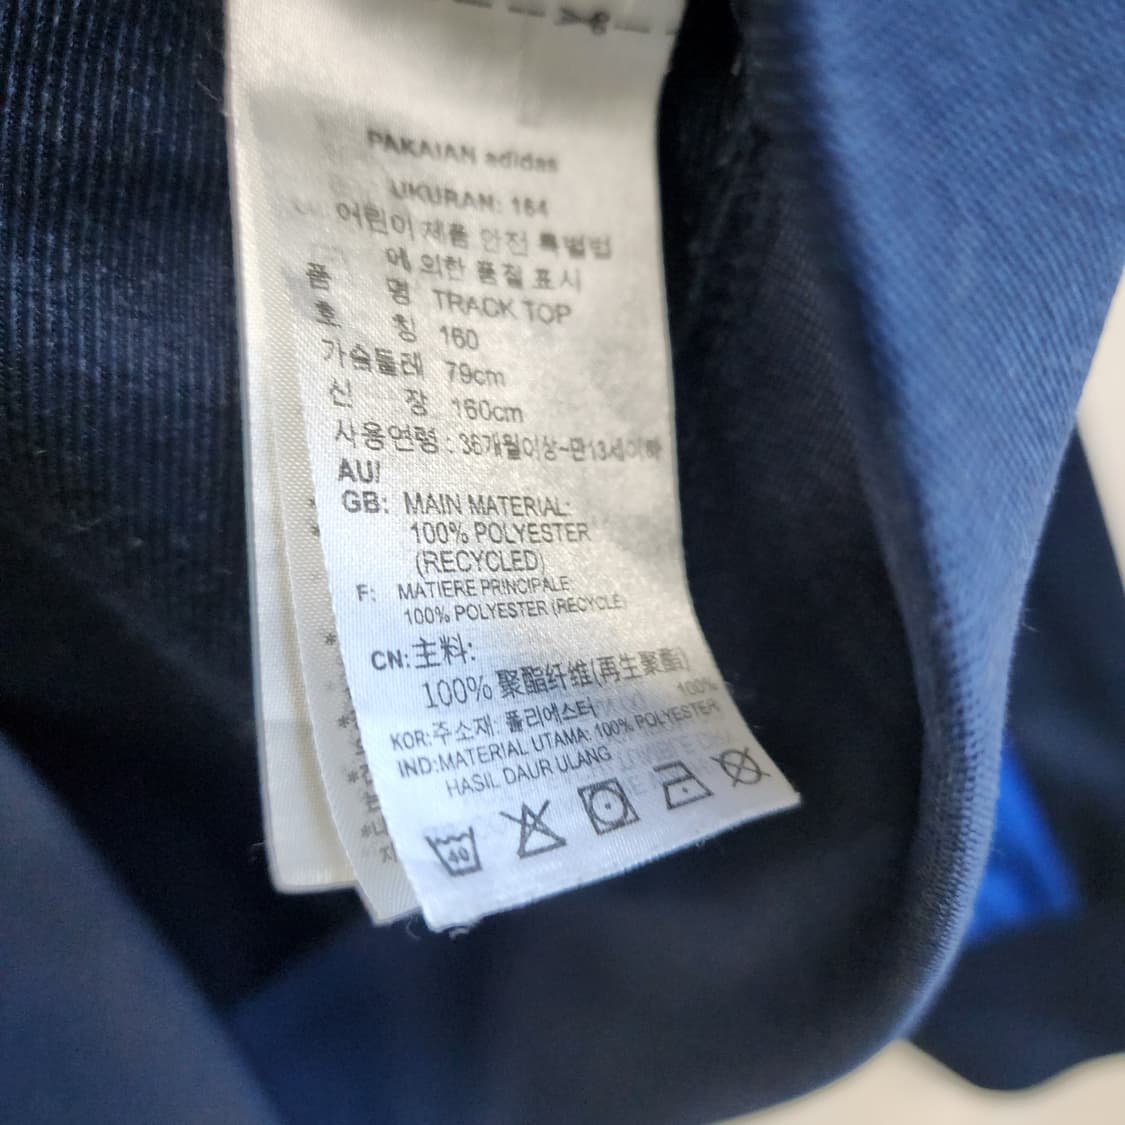 PAKAIAN adidas
UKURAN: 164
어린이제품 안전 특별법
에 의한 품질 표시
품 명 TRACK TOP
호 칭 160
가슴둘레 79cm
신 장 160cm
사용연령 : 36개월이상~만13세이하
AU/
GB: MAIN MATERIAL:
100% POLYESTER
(RECYCLED)
F: MATIERE PRINCIPALE
100% POLYESTER (RECYCLE)
CN: 主料:
100% 聚酯纤维(再生聚酯)
KOR: 주소재: 폴리에스터 100%
IND: MATERIAL UTAMA: 100% POLYESTER
HASIL DAUR ULANG
40